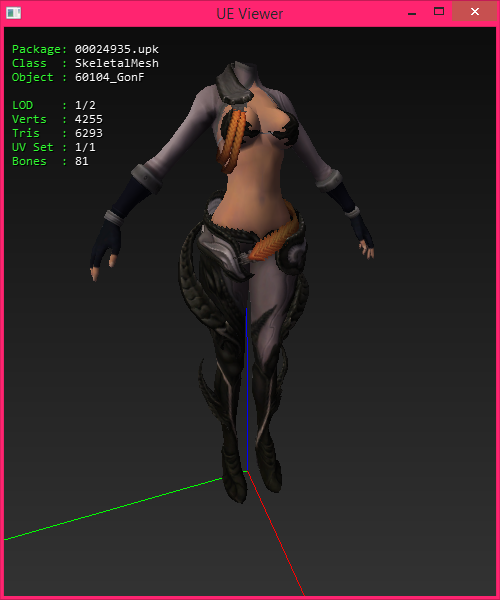 UE Viewer
Package: 00024935.upk
Class : SkeletalMesh
Object : 60104_GonF
LOD : 1/2
Verts : 4255
Tris : 6293
UV Set : 1/1
Bones : 81